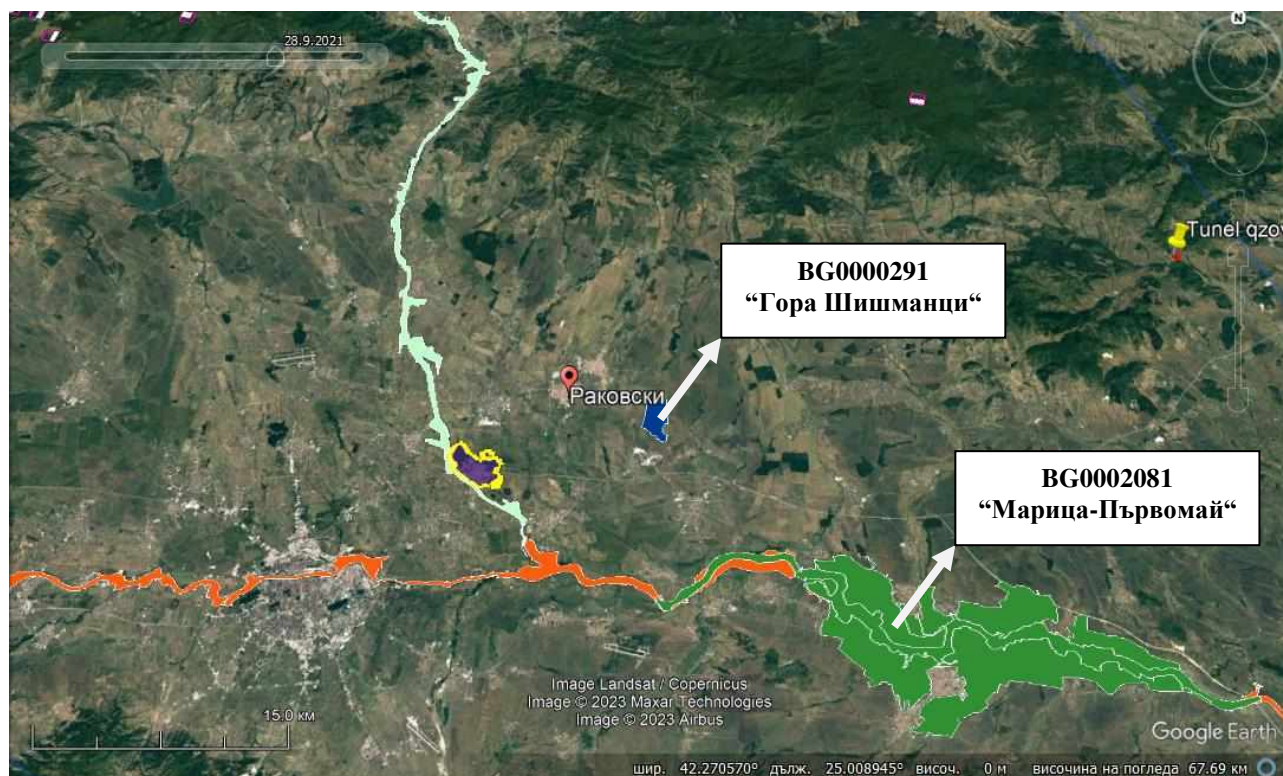 28.9.2021
N
Tunel qzov
BG0000291
“Гора Шишманци“
Раковски
BG0002081
“Марица-Първомай“
Image Landsat / Copernicus
Image © 2023 Maxar Technologies
Image © 2023 Airbus
15.0 км
Google Earth
шир. 42.270570° дълж. 25.008945° височ. 0 м височина на погледа 67.69 км